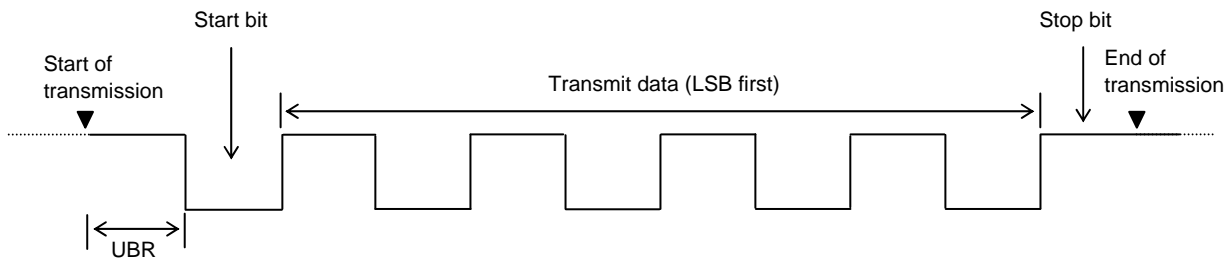 Start bit
Stop bit
Start of
transmission
End of
transmission
Transmit data (LSB first)
UBR